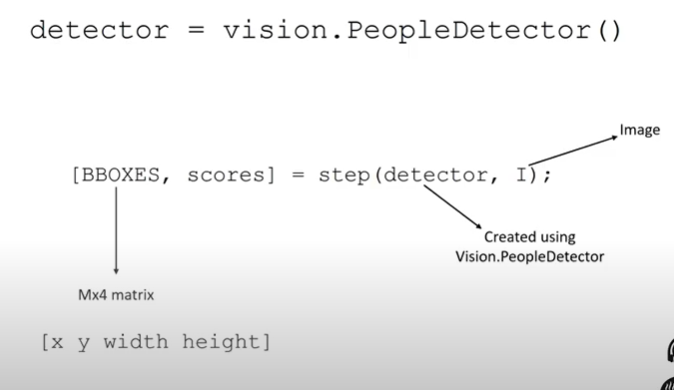 detector = vision.PeopleDetector()
Image
[BBOXES, scores] = step(detector, I);
Created using
Vision.PeopleDetector
Mx4 matrix
[x y width height]